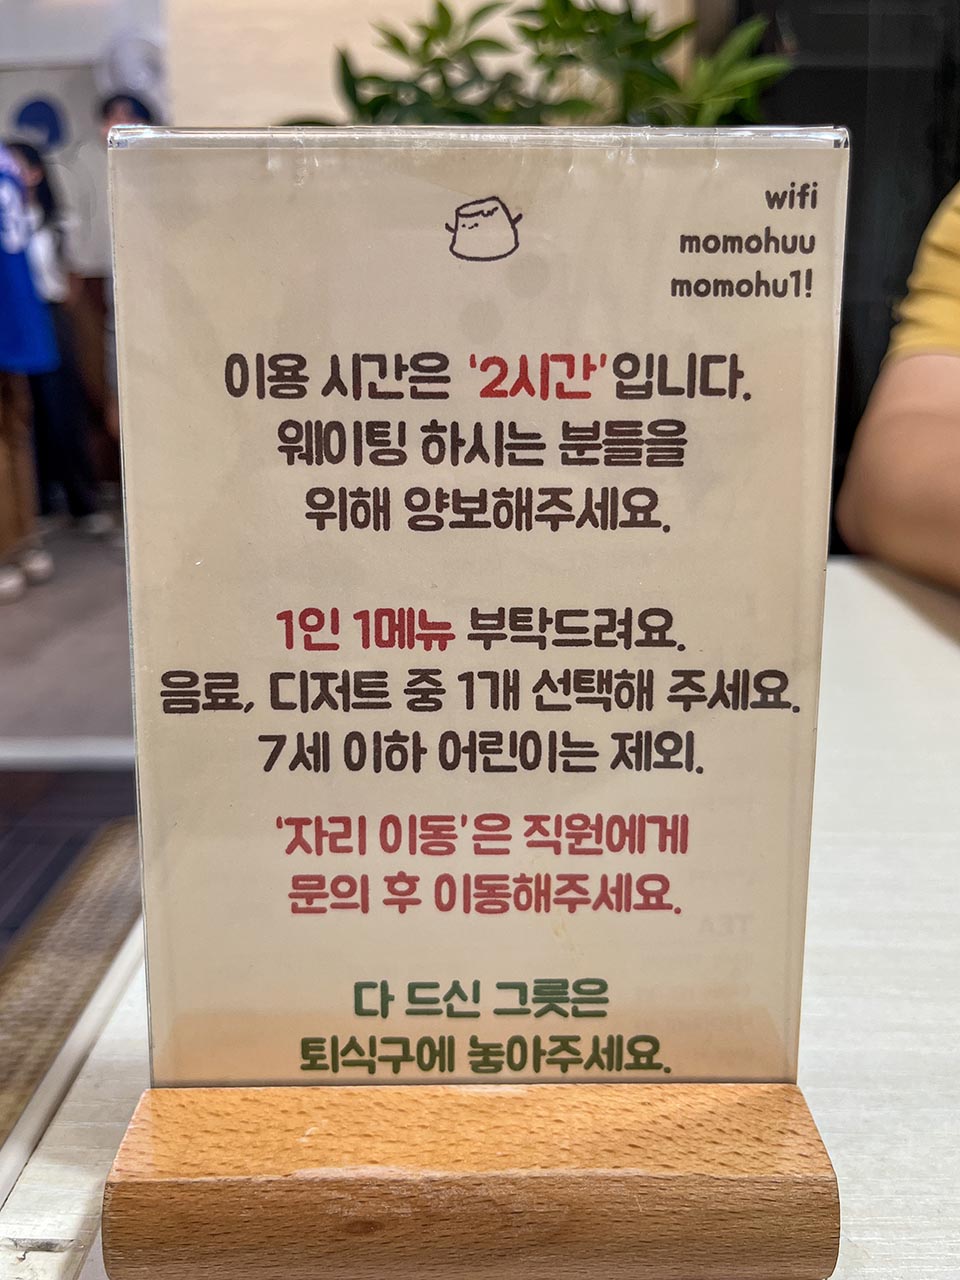 wifi
momohuu
momohu1!
이용 시간은 '2시간'입니다.
웨이팅 하시는 분들을
위해 양보해주세요.
1인 1메뉴 부탁드려요.
음료, 디저트 중 1개 선택해 주세요.
7세 이하 어린이는 제외.
'자리 이동'은 직원에게
문의 후 이동해주세요.
다 드신 그릇은
퇴식구에 놓아주세요.